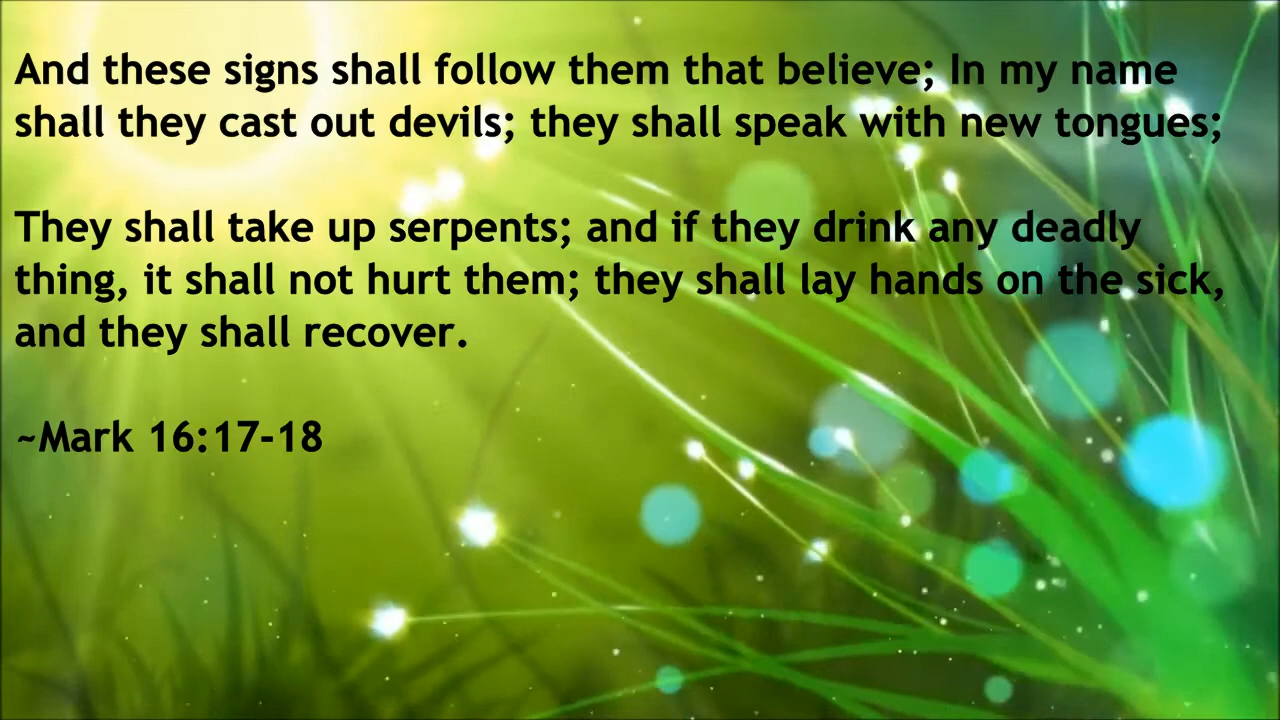 And these signs shall follow them that believe; In my name
shall they cast out devils; they shall speak with new tongues;
They shall take up serpents; and if they drink any deadly
thing, it shall not hurt them; they shall lay hands on the sick,
and they shall recover.
~Mark 16:17-18